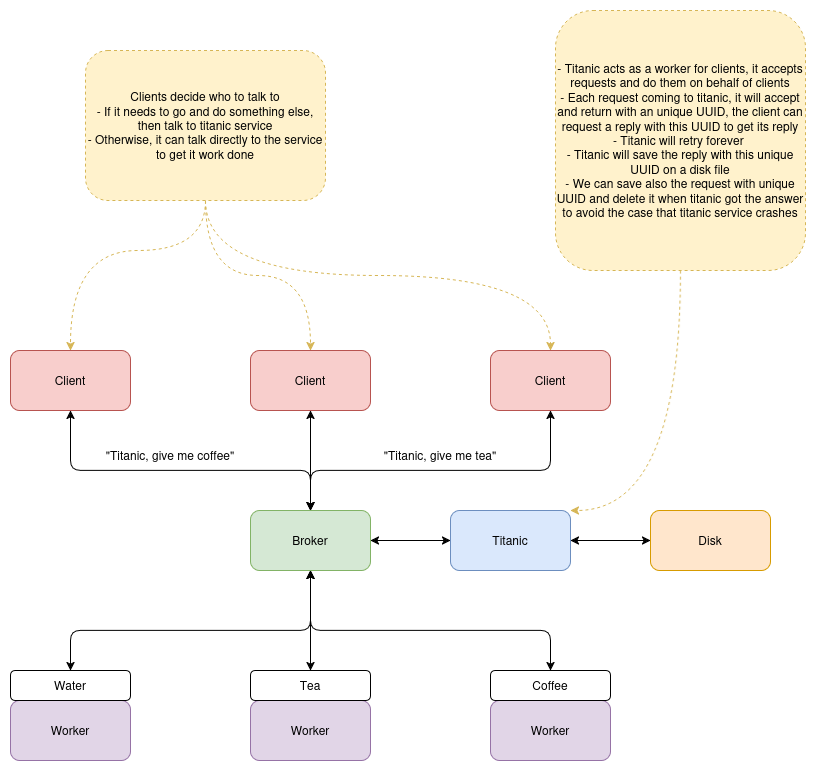 Clients decide who to talk to
- If it needs to go and do something else,
then talk to titanic service
- Otherwise, it can talk directly to the service
to get it work done
- Titanic acts as a worker for clients, it accepts
requests and do them on behalf of clients
- Each request coming to titanic, it will accept
and return with an unique UUID, the client can
request a reply with this UUID to get its reply
- Titanic will retry forever
- Titanic will save the reply with this unique
UUID on a disk file
- We can save also the request with unique
UUID and delete it when titanic got the answer
to avoid the case that titanic service crashes
Client
Client
Client
"Titanic, give me coffee"
"Titanic, give me tea"
Broker
Titanic
Disk
Water
Tea
Coffee
Worker
Worker
Worker